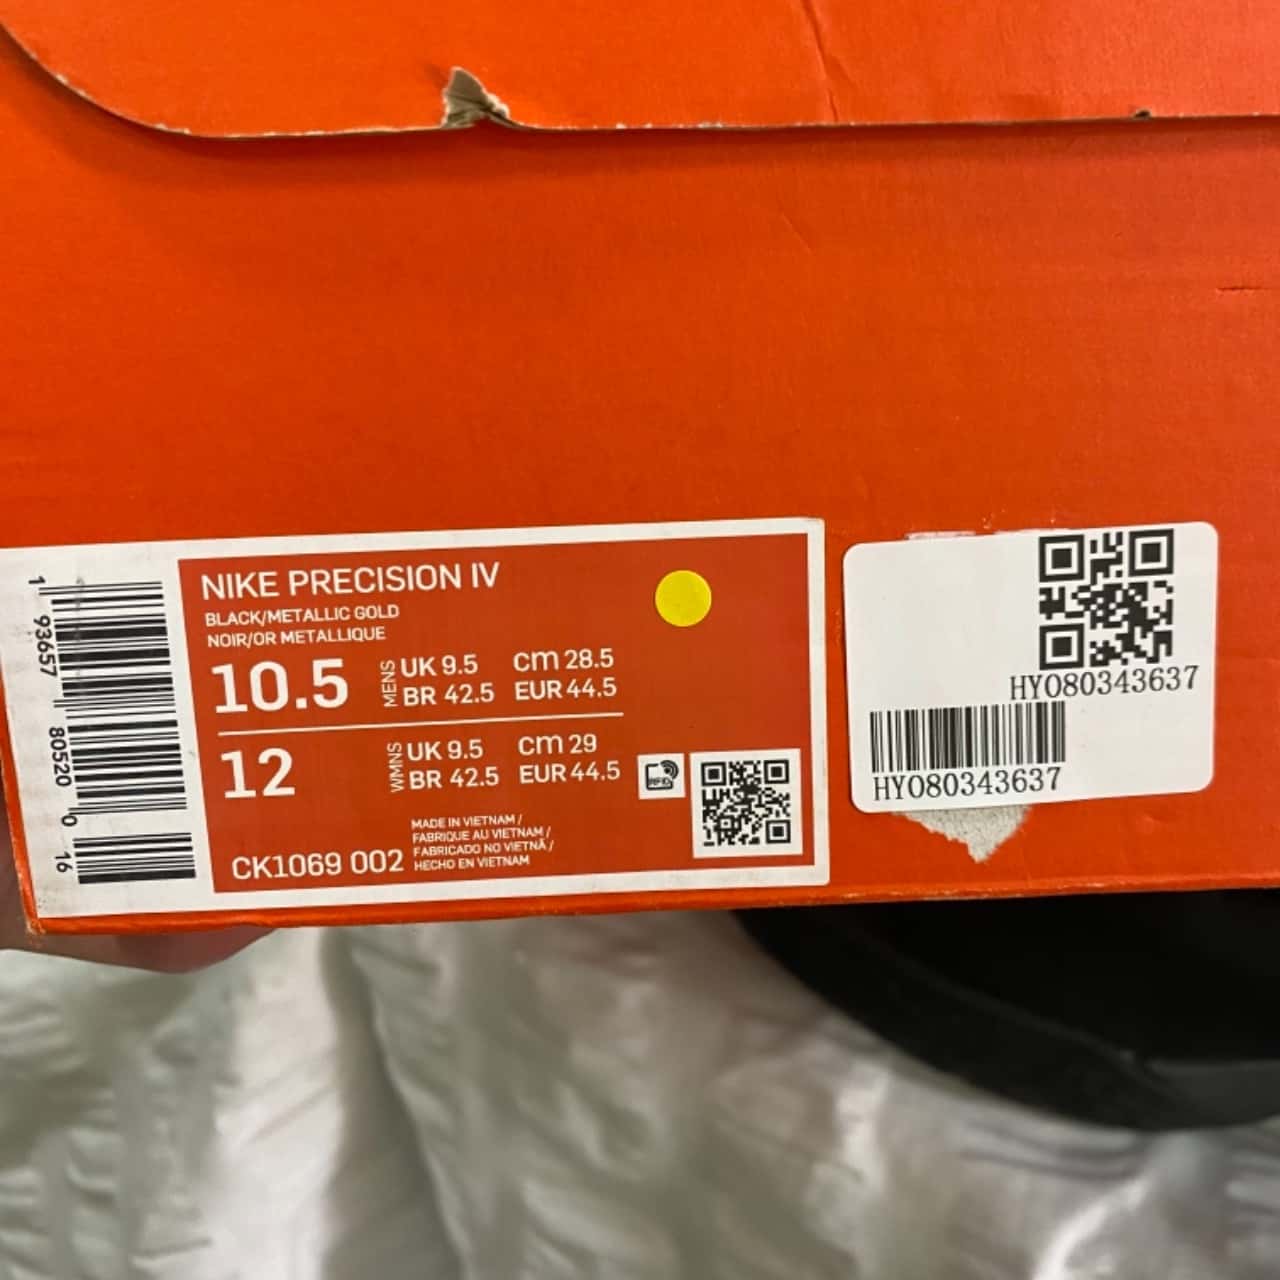 NIKE PRECISION IV
BLACK/METALLIC GOLD
NOIR/OR METALLIQUE
10.5 MENS UK 9.5 cm 28.5
BR 42.5 EUR 44.5
12 WMNS UK 9.5 cm 29
BR 42.5 EUR 44.5
CK1069 002
MADE IN VIETNAM /
FABRIQUE AU VIETNAM /
FABRICADO NO VIETNÃ /
HECHO EN VIETNAM
RFID
1 93657 80520 0 16
HY080343637
HY080343637